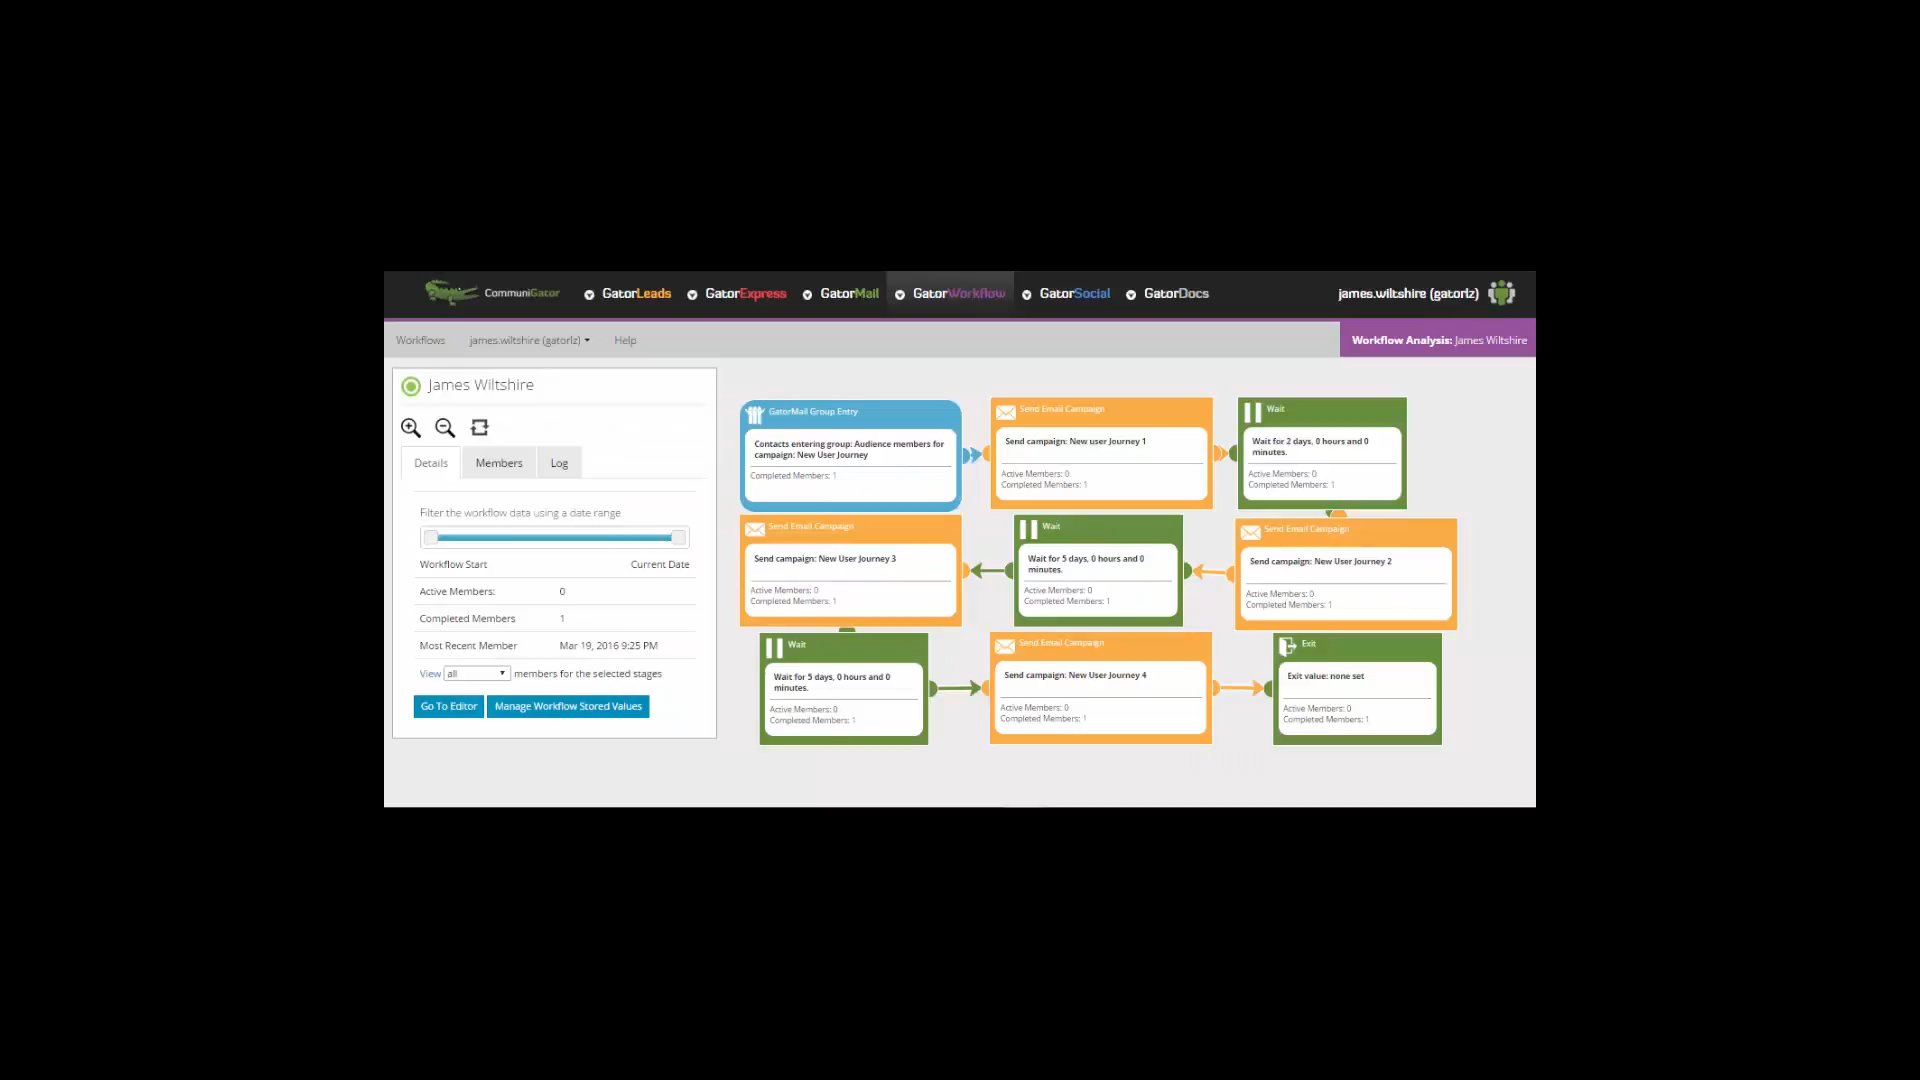 CommuniGator
GatorLeads
GatorExpress
GatorMail
GatorWorkflow
GatorSocial
GatorDocs
james.wiltshire (gatorlz)
Workflows
james.wiltshire (gatorlz)
Help
Workflow Analysis: James Wiltshire
James Wiltshire
Details
Members
Log
Filter the workflow data using a date range
Workflow Start
Current Date
Active Members: 0
Completed Members 1
Most Recent Member Mar 19, 2016 9:25 PM
View all members for the selected stages
Go To Editor
Manage Workflow Stored Values
GatorMail Group Entry
Contacts entering group: Audience members for
campaign: New User Journey
Completed Members: 1
Send Email Campaign
Send campaign: New user Journey 1
Active Members: 0
Completed Members: 1
Wait
Wait for 2 days, 0 hours and 0
minutes.
Active Members: 0
Completed Members: 1
Send Email Campaign
Send campaign: New User Journey 3
Active Members: 0
Completed Members: 1
Wait
Wait for 5 days, 0 hours and 0
minutes.
Active Members: 0
Completed Members: 1
Send Email Campaign
Send campaign: New User Journey 2
Active Members: 0
Completed Members: 1
Wait
Wait for 5 days, 0 hours and 0
minutes.
Active Members: 0
Completed Members: 1
Send Email Campaign
Send campaign: New User Journey 4
Active Members: 0
Completed Members: 1
Exit
Exit value: none set
Active Members: 0
Completed Members: 1